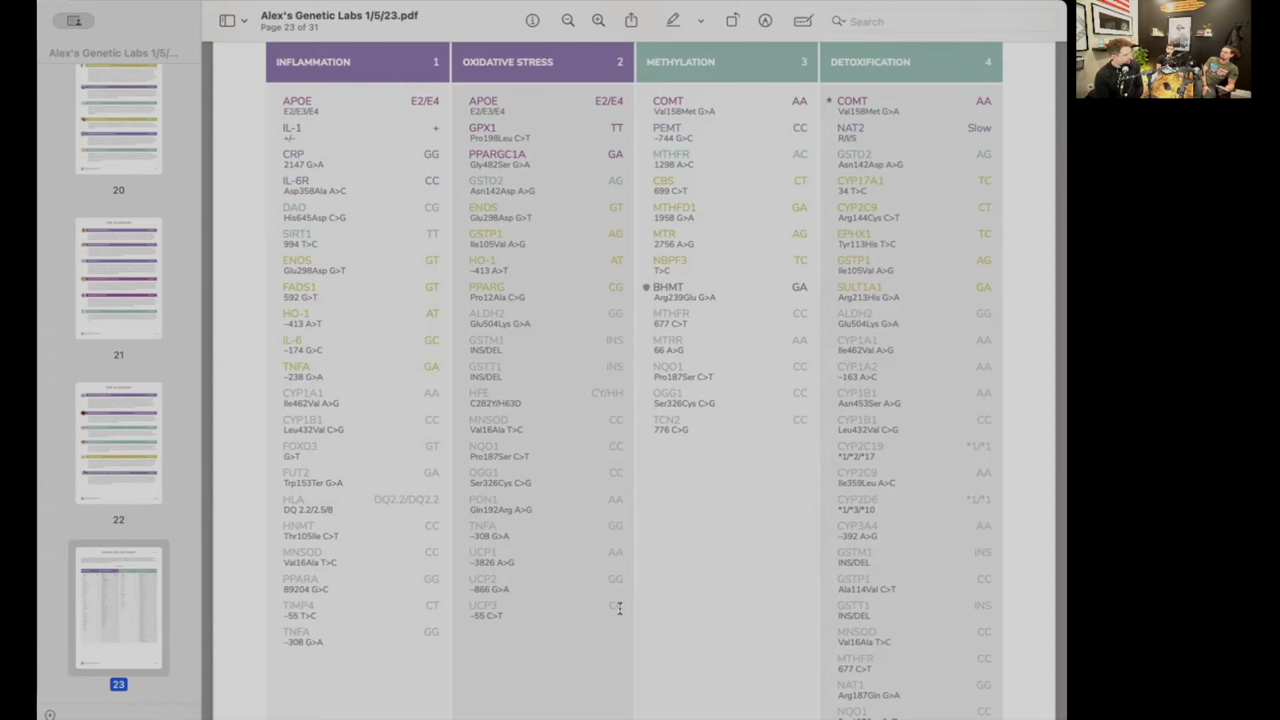 Alex's Genetic Labs 1/5/23.pdf
Page 23 of 31
Search
Alex's Genetic Labs 1/5/...
20
21
22
23
INFLAMMATION 1
APOE E2/E4
E2/E3/E4
IL-1 +
+/-
CRP GG
2147 G>A
IL-6R CC
Asp358Ala A>C
DAO CG
His645Asp C>G
SIRT1 TT
994 T>C
ENOS GT
Glu298Asp G>T
FADS1 GT
592 G>T
HO-1 AT
-413 A>T
IL-6 GC
-174 G>C
TNFA GA
-238 G>A
CYP1A1 AA
Ile462Val A>G
CYP1B1 CC
Leu432Val C>G
FOXO3 GT
G>T
FUT2 GA
Trp153Ter G>A
HLA DQ2.2/DQ2.2
DQ 2.2/2.5/8
HNMT CC
Thr105Ile C>T
MNSOD CC
Val16Ala T>C
PPARA GG
89204 G>C
TIMP4 CT
-55 T>C
TNFA GG
-308 G>A
OXIDATIVE STRESS 2
APOE E2/E4
E2/E3/E4
GPX1 TT
Pro198Leu C>T
PPARGC1A GA
Gly482Ser G>A
GSTO2 AG
Asn142Asp A>G
ENOS GT
Glu298Asp G>T
GSTP1 AG
Ile105Val A>G
HO-1 AT
-413 A>T
PPARG CG
Pro12Ala C>G
ALDH2 GG
Glu504Lys G>A
GSTM1 INS
INS/DEL
GSTT1 INS
INS/DEL
HFE CY/HH
C282Y/H63D
MNSOD CC
Val16Ala T>C
NQO1 CC
Pro187Ser C>T
OGG1 CC
Ser326Cys C>G
PON1 AA
Gln192Arg A>G
TNFA GG
-308 G>A
UCP1 AA
-3826 A>G
UCP2 GG
-866 G>A
UCP3
-55 C>T
METHYLATION 3
COMT AA
Val158Met G>A
PEMT CC
-744 G>C
MTHFR AC
1298 A>C
CBS CT
699 C>T
MTHFD1 GA
1958 G>A
MTR AG
2756 A>G
NBPF3 TC
T>C
BHMT GA
Arg239Glu G>A
MTHFR CC
677 C>T
MTRR AA
66 A>G
NQO1 CC
Pro187Ser C>T
OGG1 CC
Ser326Cys C>G
TCN2 CC
776 C>G
DETOXIFICATION 4
* COMT AA
Val158Met G>A
NAT2 Slow
R/I/S
GSTO2 AG
Asn142Asp A>G
CYP17A1 TC
34 T>C
CYP2C9 CT
Arg144Cys C>T
EPHX1 TC
Tyr113His T>C
GSTP1 AG
Ile105Val A>G
SULT1A1 GA
Arg213His G>A
ALDH2 GG
Glu504Lys G>A
CYP1A1 AA
Ile462Val A>G
CYP1A2 AA
-163 A>C
CYP1B1 AA
Asn453Ser A>G
CYP1B1 CC
Leu432Val C>G
CYP2C19 *1/*1
*1/*2/*17
CYP2C9 AA
Ile359Leu A>C
CYP2D6 *1/*1
*1/*3/*10
CYP3A4 AA
-392 A>G
GSTM1 INS
INS/DEL
GSTP1 CC
Ala114Val C>T
GSTT1 INS
INS/DEL
MNSOD CC
Val16Ala T>C
MTHFR CC
677 C>T
NAT1 GG
Arg187Gln G>A
NQO1 CC